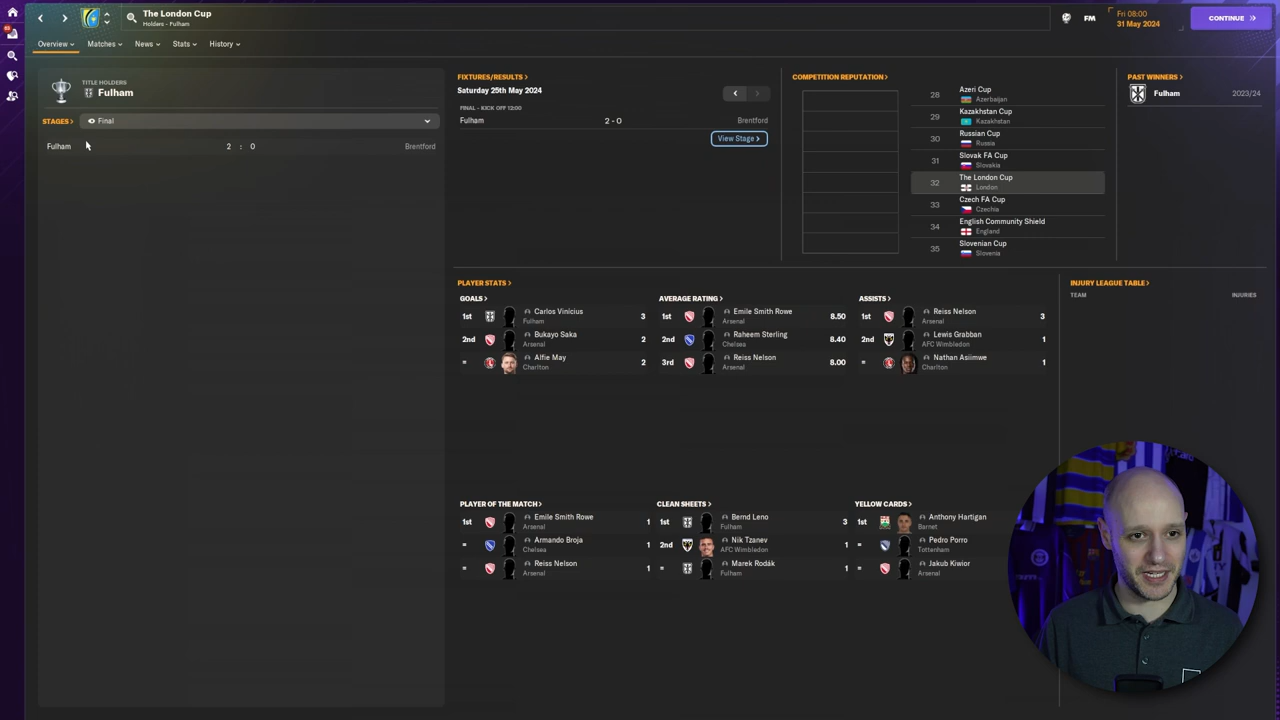 The London Cup
Holders - Fulham
Fri 08:00
31 May 2024
FM
CONTINUE
Overview
Matches
News
Stats
History
TITLE HOLDERS
Fulham
STAGES >
Final
Fulham 2 : 0 Brentford
FIXTURES/RESULTS >
Saturday 25th May 2024
FINAL - KICK OFF 12:00
Fulham 2 - 0 Brentford
View Stage >
COMPETITION REPUTATION >
28 Azeri Cup
Azerbaijan
29 Kazakhstan Cup
Kazakhstan
30 Russian Cup
Russia
31 Slovak FA Cup
Slovakia
32 The London Cup
London
33 Czech FA Cup
Czechia
34 English Community Shield
England
35 Slovenian Cup
Slovenia
PAST WINNERS >
Fulham 2023/24
PLAYER STATS >
GOALS >
1st Carlos Vinícius 3
Fulham
2nd Bukayo Saka 2
Arsenal
= Alfie May 2
Charlton
AVERAGE RATING >
1st Emile Smith Rowe 8.50
Arsenal
2nd Raheem Sterling 8.40
Chelsea
3rd Reiss Nelson 8.00
Arsenal
ASSISTS >
1st Reiss Nelson 3
Arsenal
2nd Lewis Grabban 1
AFC Wimbledon
= Nathan Asiimwe 1
Charlton
INJURY LEAGUE TABLE >
TEAM INJURIES
PLAYER OF THE MATCH >
1st Emile Smith Rowe 1
Arsenal
= Armando Broja 1
Chelsea
= Reiss Nelson 1
Arsenal
CLEAN SHEETS >
1st Bernd Leno 3
Fulham
2nd Nik Tzanev 1
AFC Wimbledon
= Marek Rodák 1
Fulham
YELLOW CARDS >
1st Anthony Hartigan
Barnet
= Pedro Porro
Tottenham
= Jakub Kiwior
Arsenal